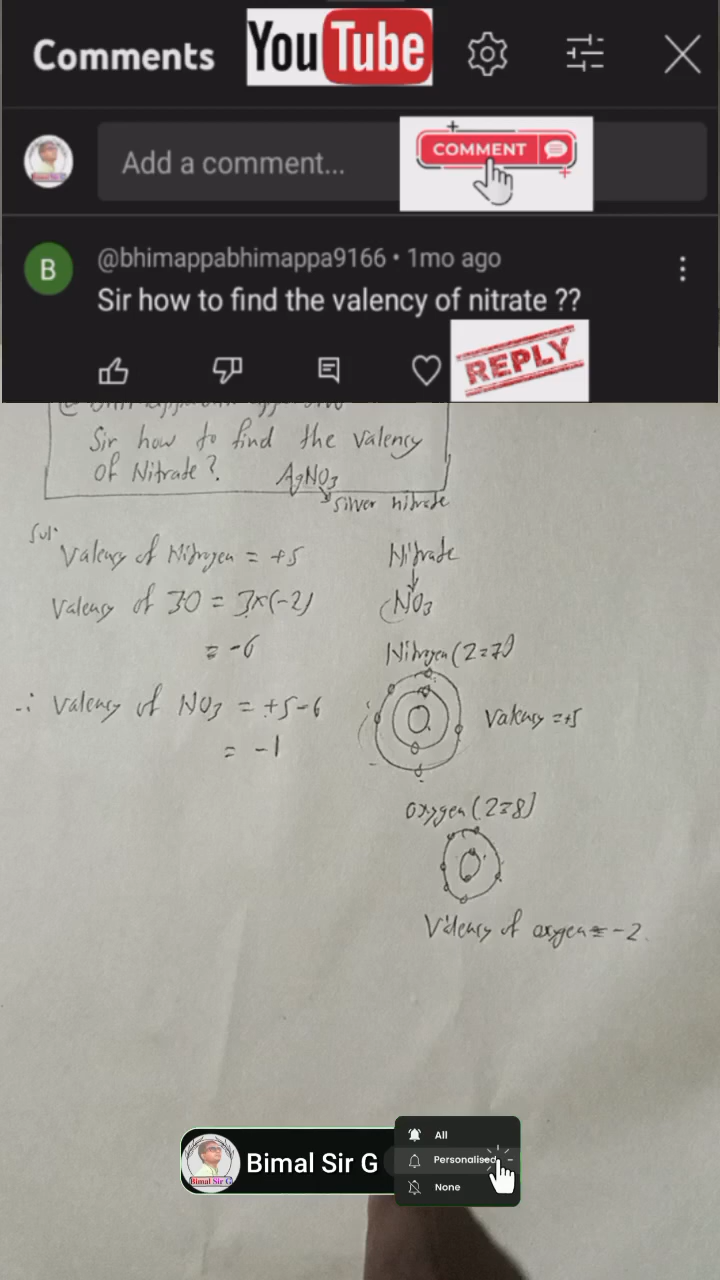 Comments YouTube
Add a comment... COMMENT
B @bhimappabhimappa9166 • 1mo ago
Sir how to find the valency of nitrate ??
REPLY
Sir how to find the valency
of Nitrate? AgNO3
silver nitrate
Sol.
Valency of Nitrogen = +5
Nitrate
Valency of 3O = 3×(-2)
NO3
= -6
Nitrogen (Z=7)
∴ Valency of NO3 = +5-6
Valency = +5
= -1
Oxygen (Z=8)
Valency of oxygen = -2
Bimal Sir G
All
Personalised
None
Bimal Sir G